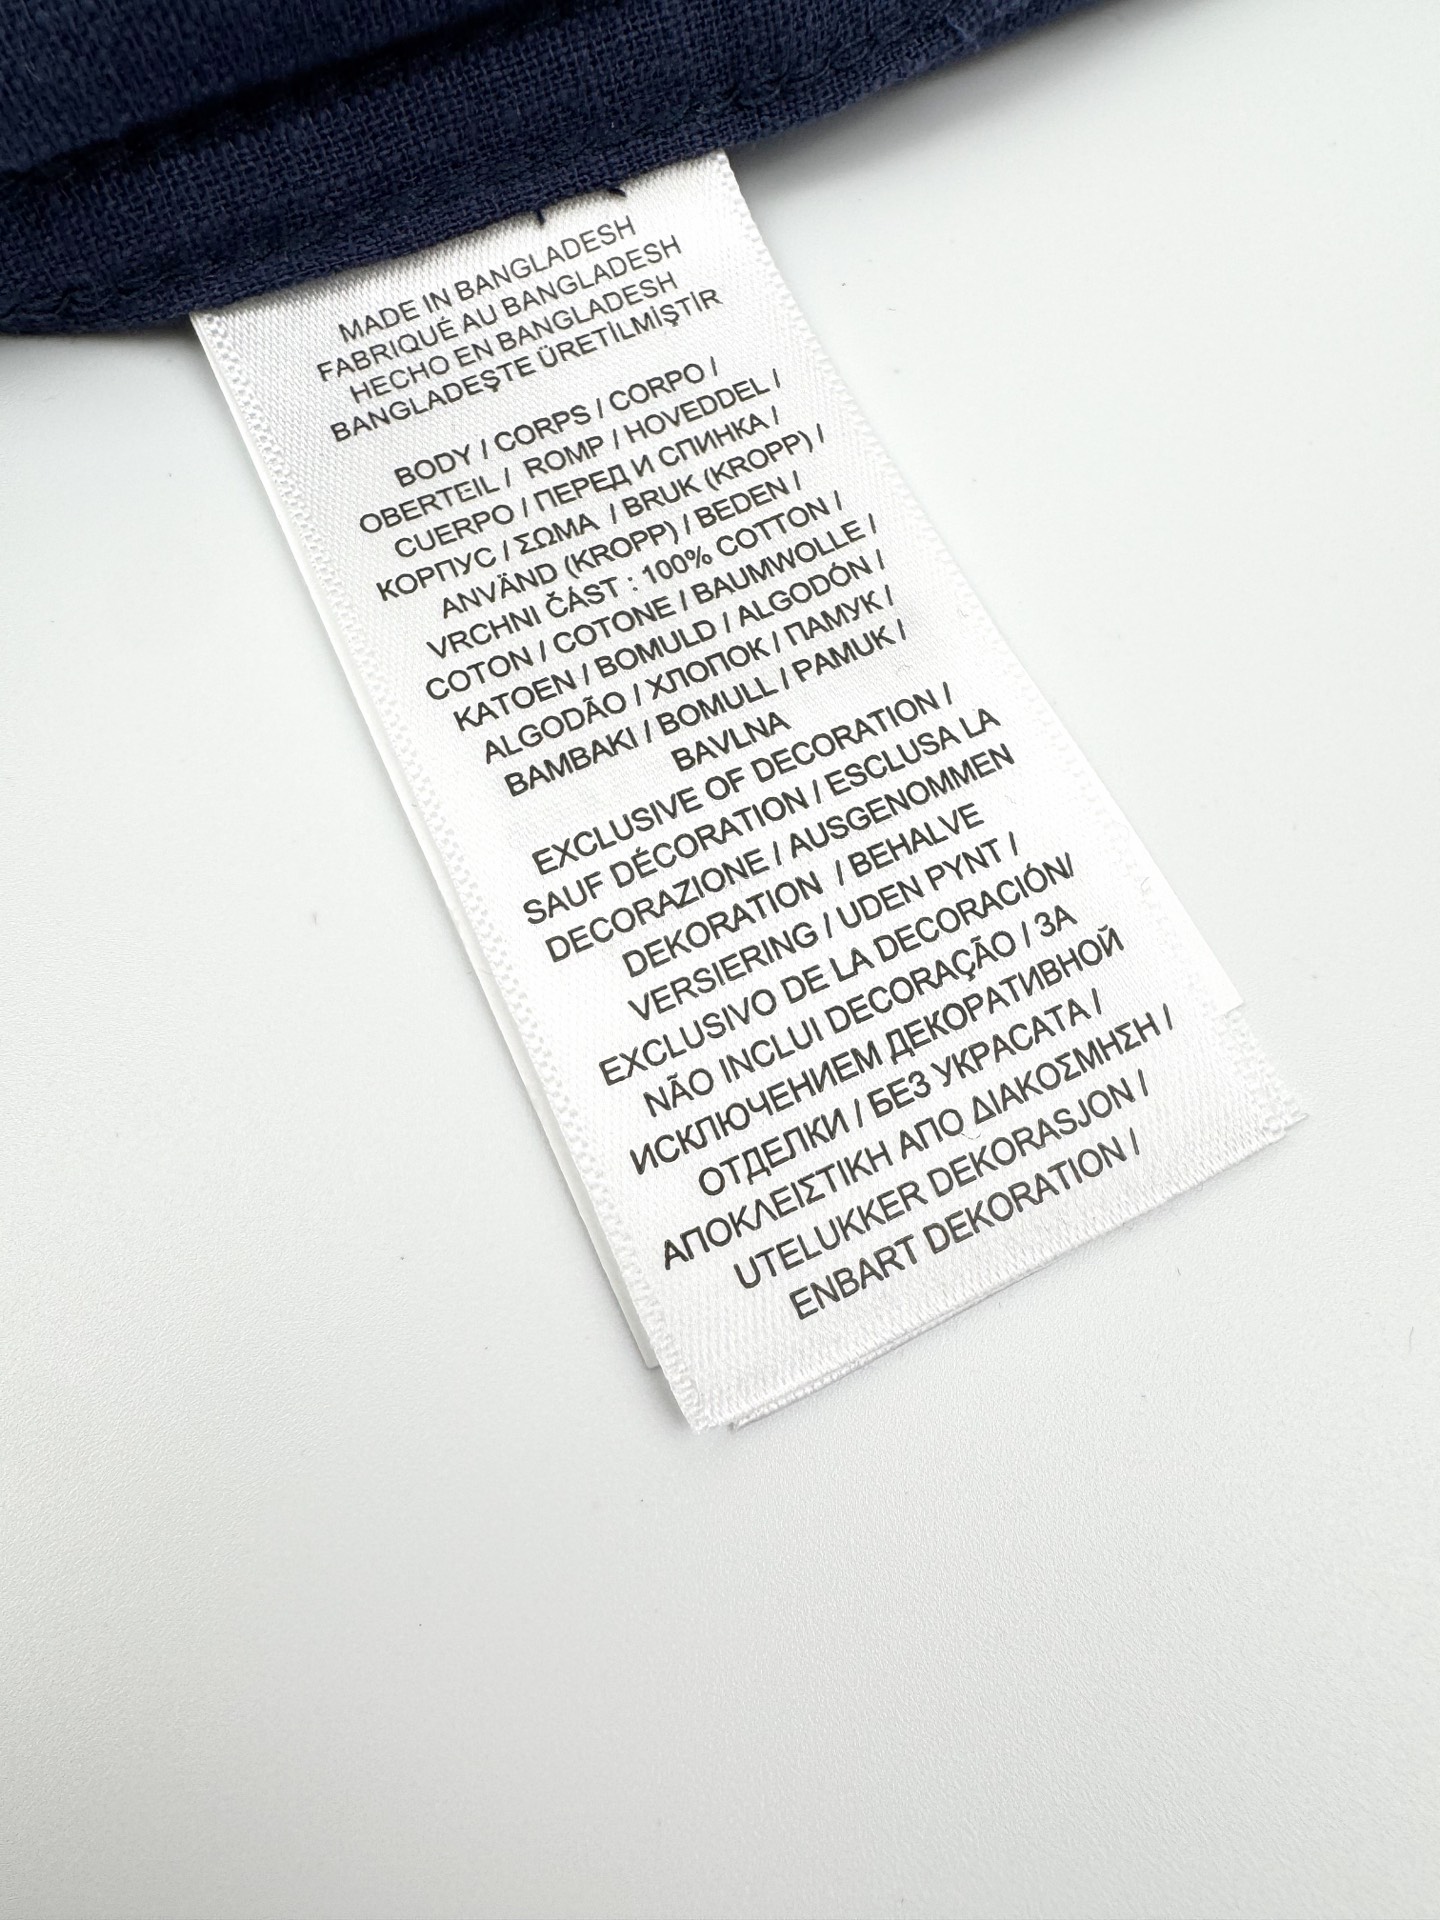 MADE IN BANGLADESH
FABRIQUÉ AU BANGLADESH
HECHO EN BANGLADESH
BANGLADEŞTE ÜRETİLMİŞTİR
BODY / CORPS / CORPO /
OBERTEIL / ROMP / HOVEDDEL /
CUERPO / ПЕРЕД И СПИНКА /
КОРПУС / ΣΩΜΑ / BRUK (KROPP) /
ANVÄND (KROPP) / BEDEN /
VRCHNI ČÁST : 100% COTTON /
COTON / COTONE / BAUMWOLLE /
KATOEN / BOMULD / ALGODÓN /
ALGODÃO / ХЛОПОК / ПАМУК /
BAMBAKI / BOMULL / PAMUK /
BAVLNA
EXCLUSIVE OF DECORATION /
SAUF DÉCORATION / ESCLUSA LA
DECORAZIONE / AUSGENOMMEN
DEKORATION / BEHALVE
VERSIERING / UDEN PYNT /
EXCLUSIVO DE LA DECORACIÓN/
NÃO INCLUI DECORAÇÃO / ЗА
ИСКЛЮЧЕНИЕМ ДЕКОРАТИВНОЙ
ОТДЕЛКИ / БЕЗ УКРАСАТА /
ΑΠΟΚΛΕΙΣΤΙΚΗ ΑΠΟ ΔΙΑΚΟΣΜΗΣΗ /
UTELUKKER DEKORASJON /
ENBART DEKORATION /